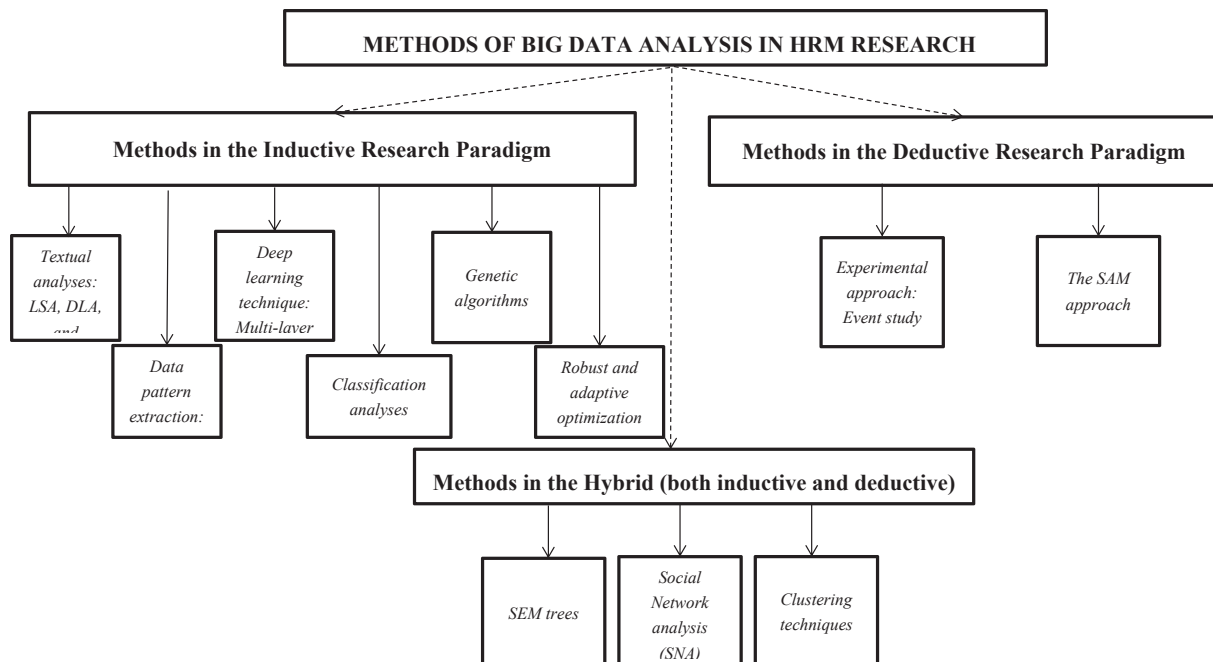 METHODS OF BIG DATA ANALYSIS IN HRM RESEARCH
Methods in the Inductive Research Paradigm
Methods in the Deductive Research Paradigm
Textual
analyses:
LSA, DLA,
and
Deep
learning
technique:
Multi-layer
Genetic
algorithms
Experimental
approach:
Event study
The SAM
approach
Data
pattern
extraction:
Classification
analyses
Robust and
adaptive
optimization
Methods in the Hybrid (both inductive and deductive)
SEM trees
Social
Network
analysis
(SNA)
Clustering
techniques